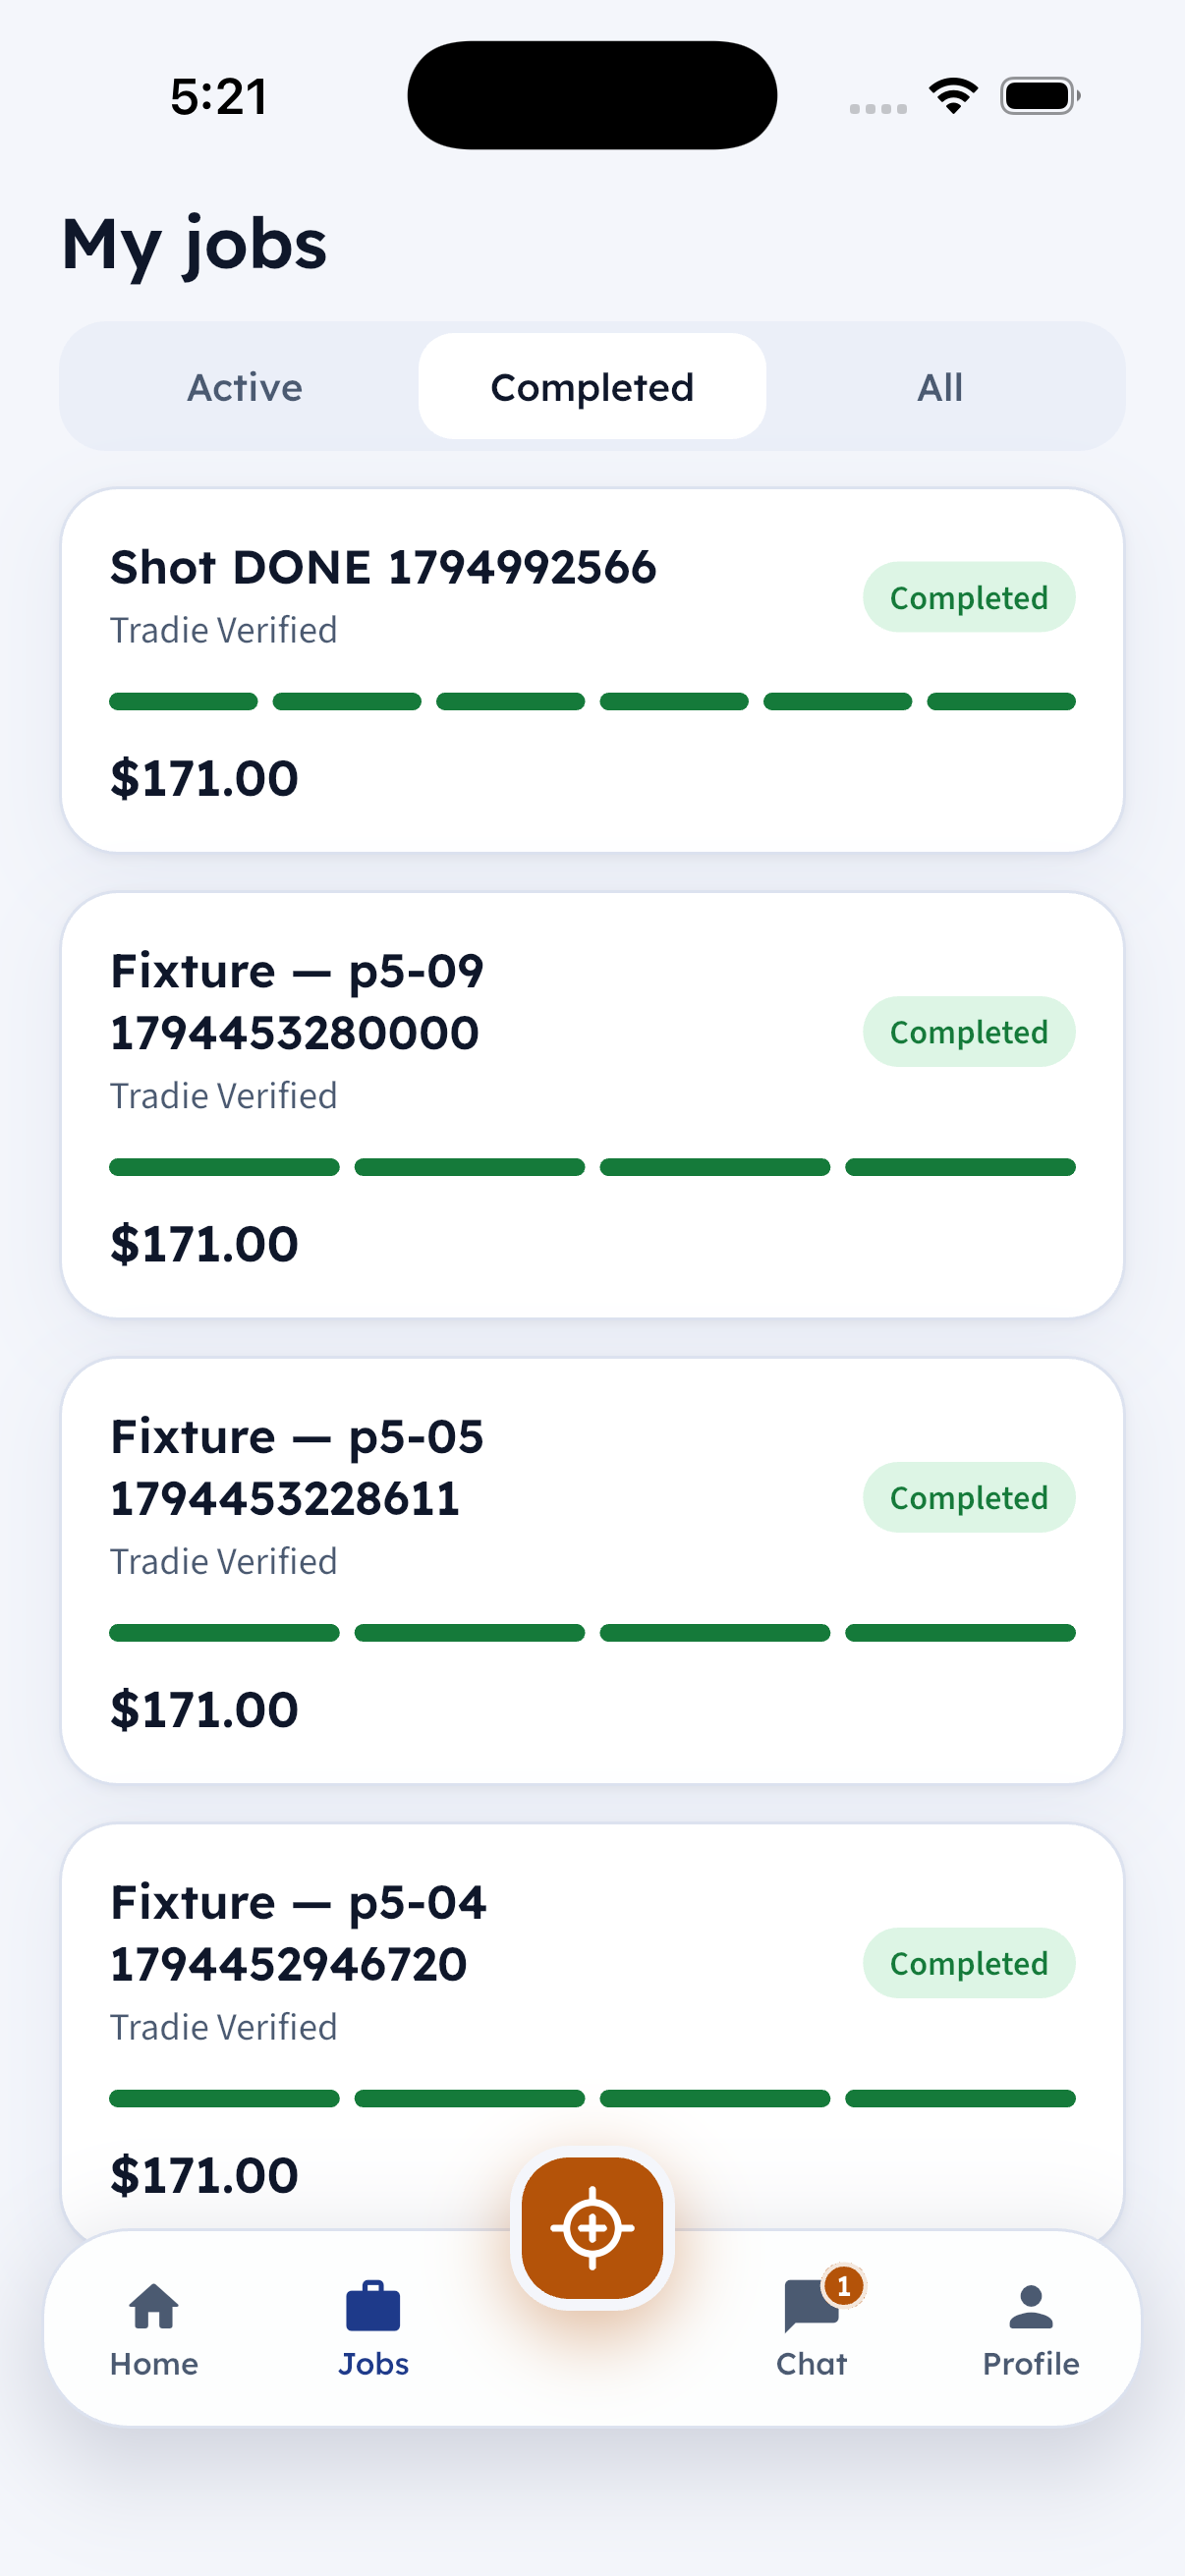 5:21
My jobs
Active
Completed
All
Shot DONE 1794992566
Tradie Verified
Completed
$171.00
Fixture — p5-09
1794453280000
Tradie Verified
Completed
$171.00
Fixture — p5-05
1794453228611
Tradie Verified
Completed
$171.00
Fixture — p5-04
1794452946720
Tradie Verified
Completed
$171.00
1
Home
Jobs
Chat
Profile